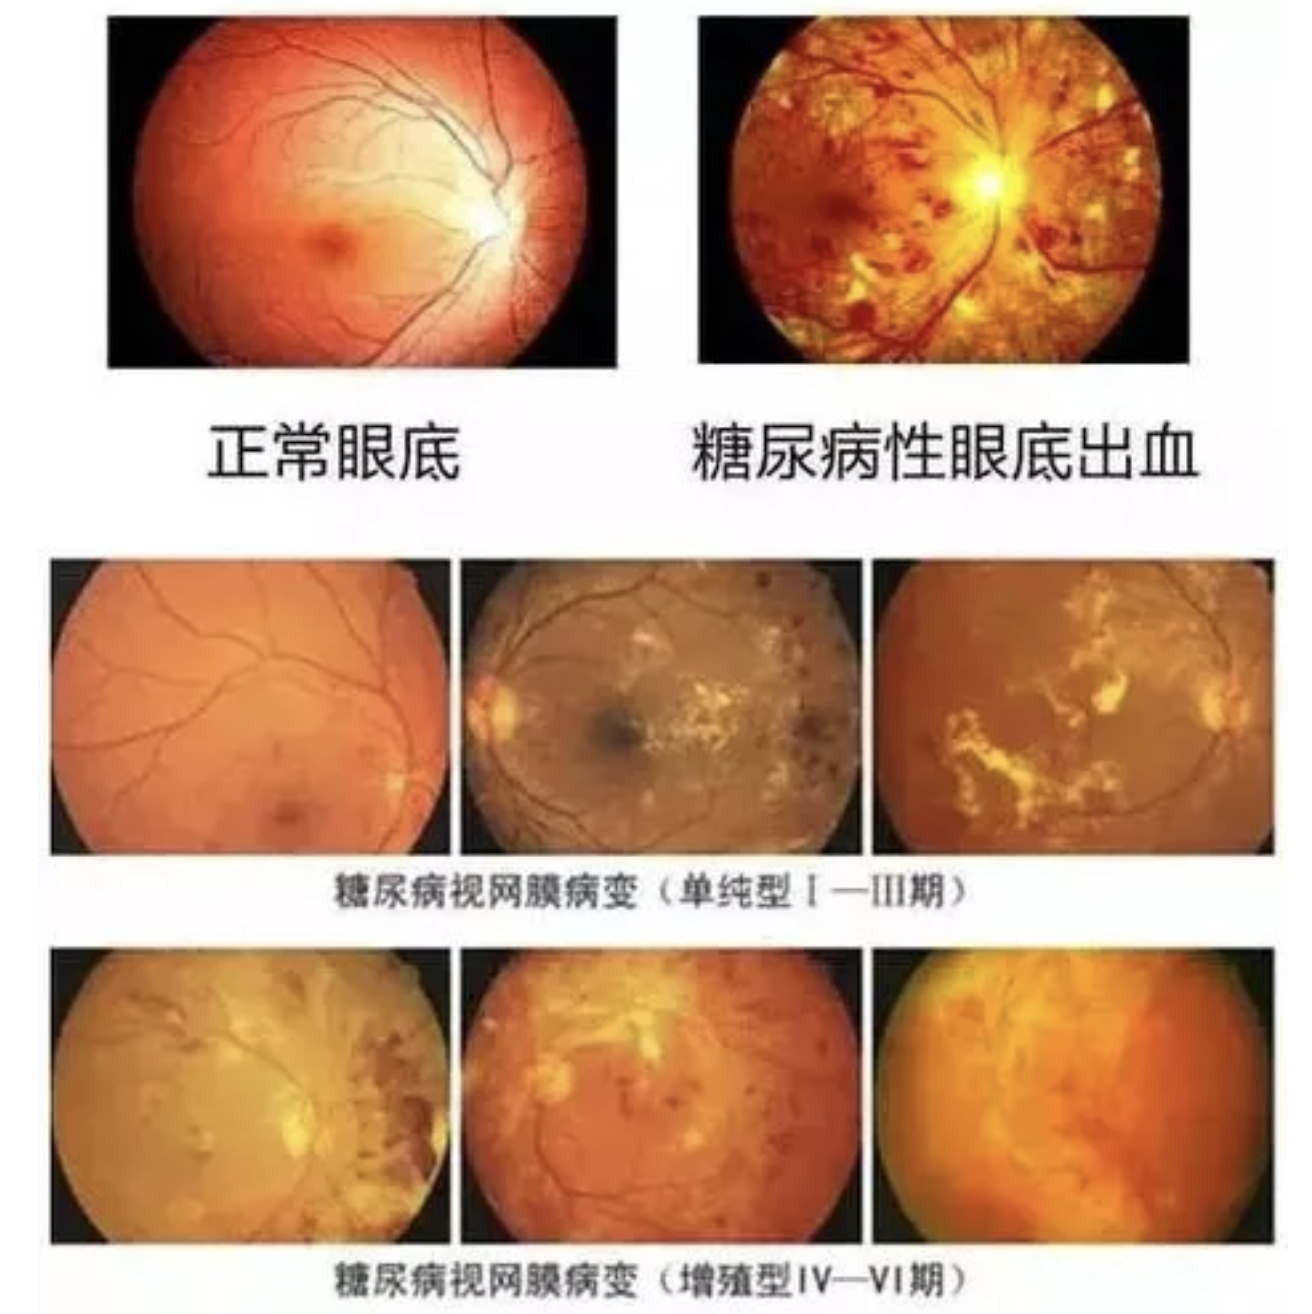 正常眼底
糖尿病性眼底出血
糖尿病视网膜病变（单纯型 I —III期）
糖尿病视网膜病变（增殖型IV—VI期）